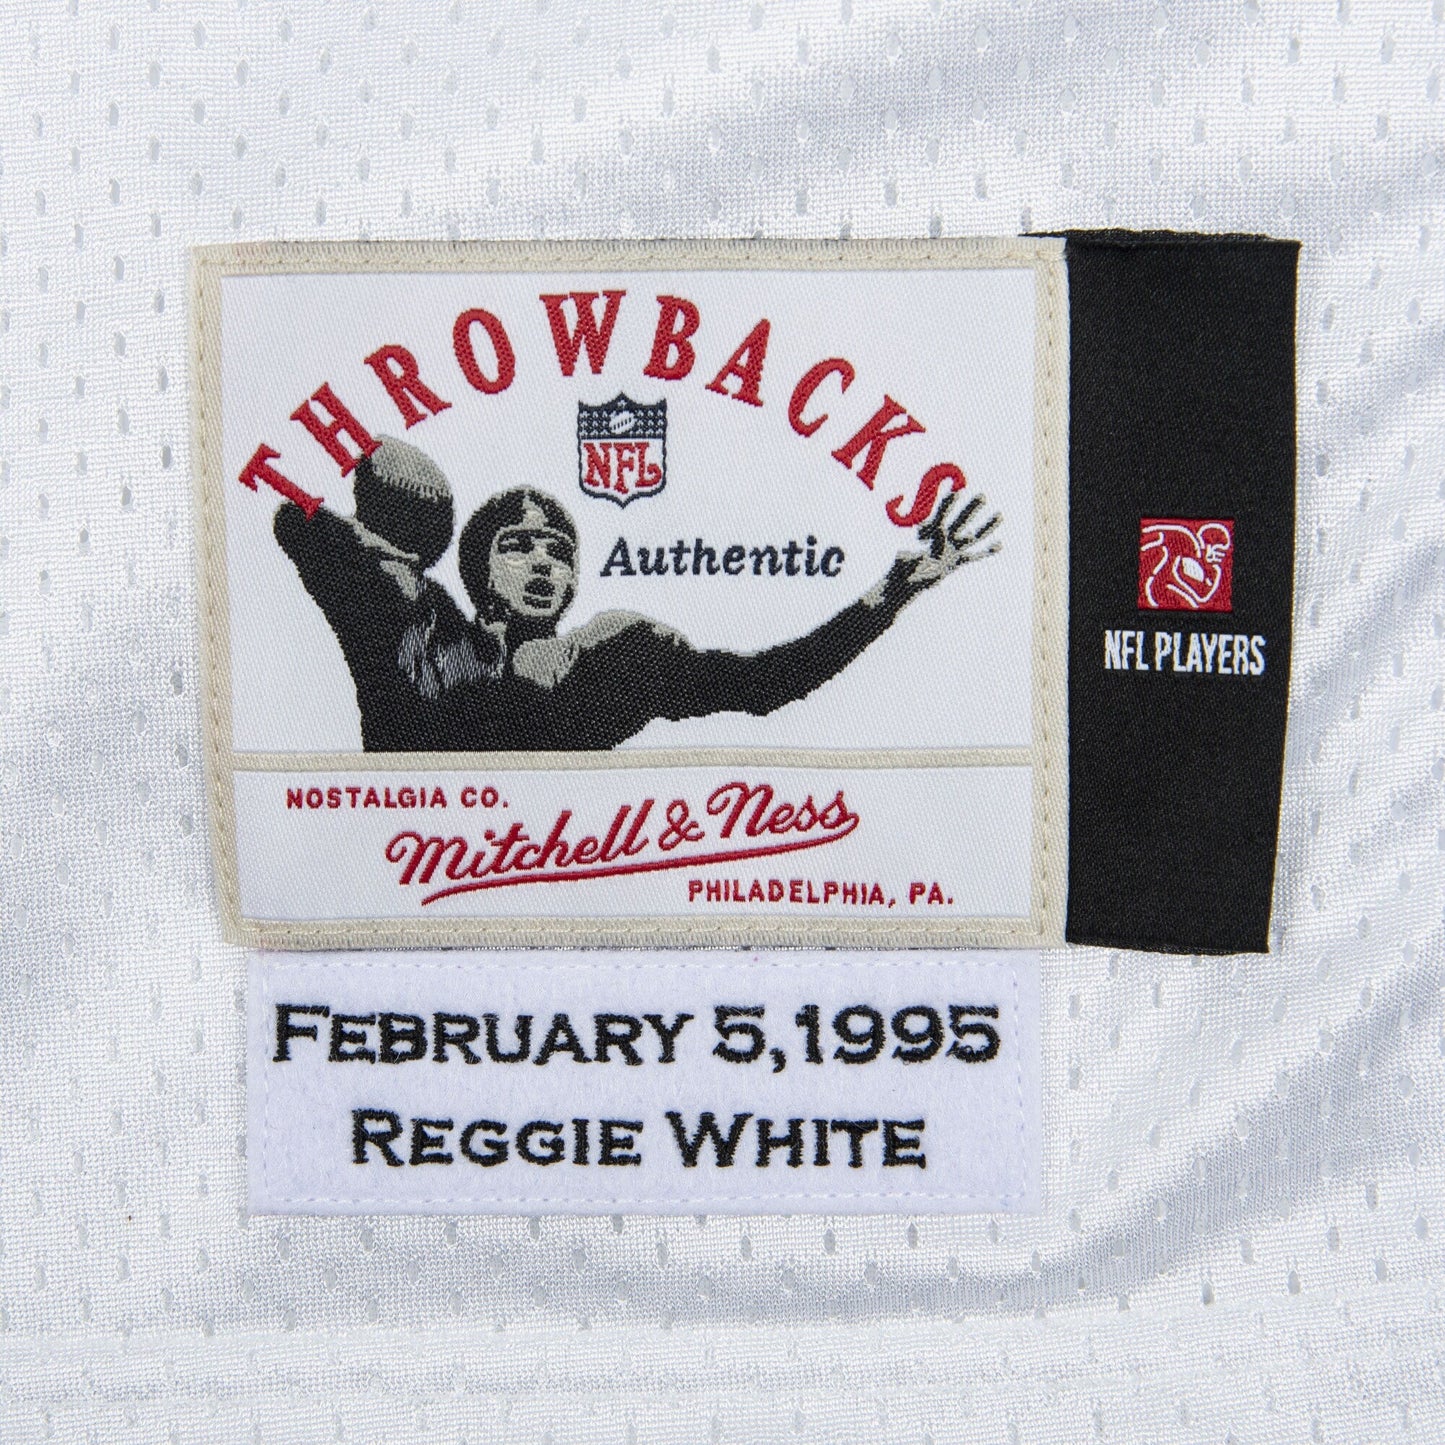 THROWBACKS
NFL
Authentic
NOSTALGIA CO.
Mitchell & Ness
PHILADELPHIA, PA.
NFL PLAYERS
FEBRUARY 5, 1995
REGGIE WHITE